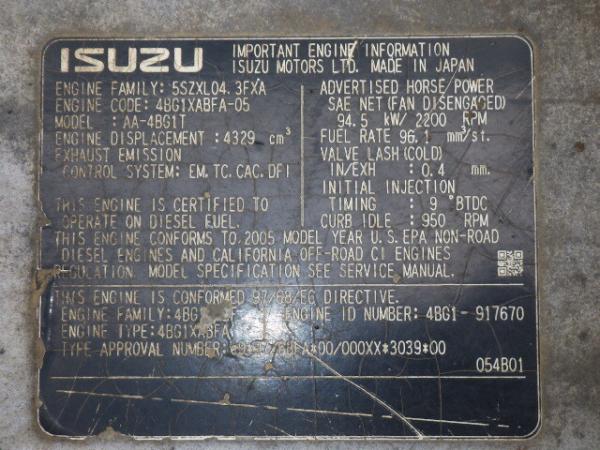 ISUZU
IMPORTANT ENGINE INFORMATION
ISUZU MOTORS LTD. MADE IN JAPAN
ENGINE FAMILY: 5SZXL04.3FXA
ENGINE CODE: 4BG1XABFA-05
MODEL : AA-4BG1T
ENGINE DISPLACEMENT: 4329 cm³
EXHAUST EMISSION
CONTROL SYSTEM: EM, TC, CAC, DFI
THIS ENGINE IS CERTIFIED TO
OPERATE ON DIESEL FUEL.
ADVERTISED HORSE POWER
SAE NET (FAN DISENGAGED)
94.5 kW/ 2200 RPM
FUEL RATE 96.1 mm³/st.
VALVE LASH (COLD)
IN/EXH : 0.4 mm.
INITIAL INJECTION
TIMING : 9 °BTDC
CURB IDLE : 950 RPM
THIS ENGINE CONFORMS TO 2005 MODEL YEAR U.S. EPA NON-ROAD
DIESEL ENGINES AND CALIFORNIA OFF-ROAD CI ENGINES
REGULATION. MODEL SPECIFICATION SEE SERVICE MANUAL.
THIS ENGINE IS CONFORMED 97/68/EC DIRECTIVE.
ENGINE FAMILY: ENGINE ID NUMBER: 4BG1- 917670
ENGINE TYPE:4BG1XABFA
TYPE APPROVAL NUMBER: 00/000XX*3039*00
054B01